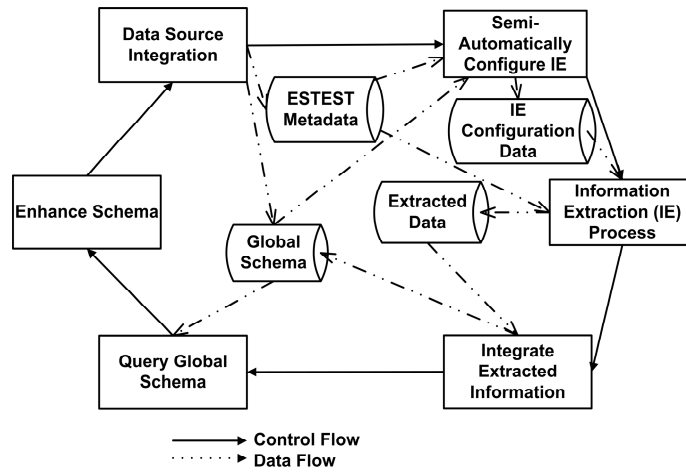 Data Source
Integration
Semi-
Automatically
Configure IE
ESTEST
Metadata
IE
Configuration
Data
Enhance Schema
Extracted
Data
Information
Extraction (IE)
Process
Global
Schema
Query Global
Schema
Integrate
Extracted
Information
Control Flow
Data Flow